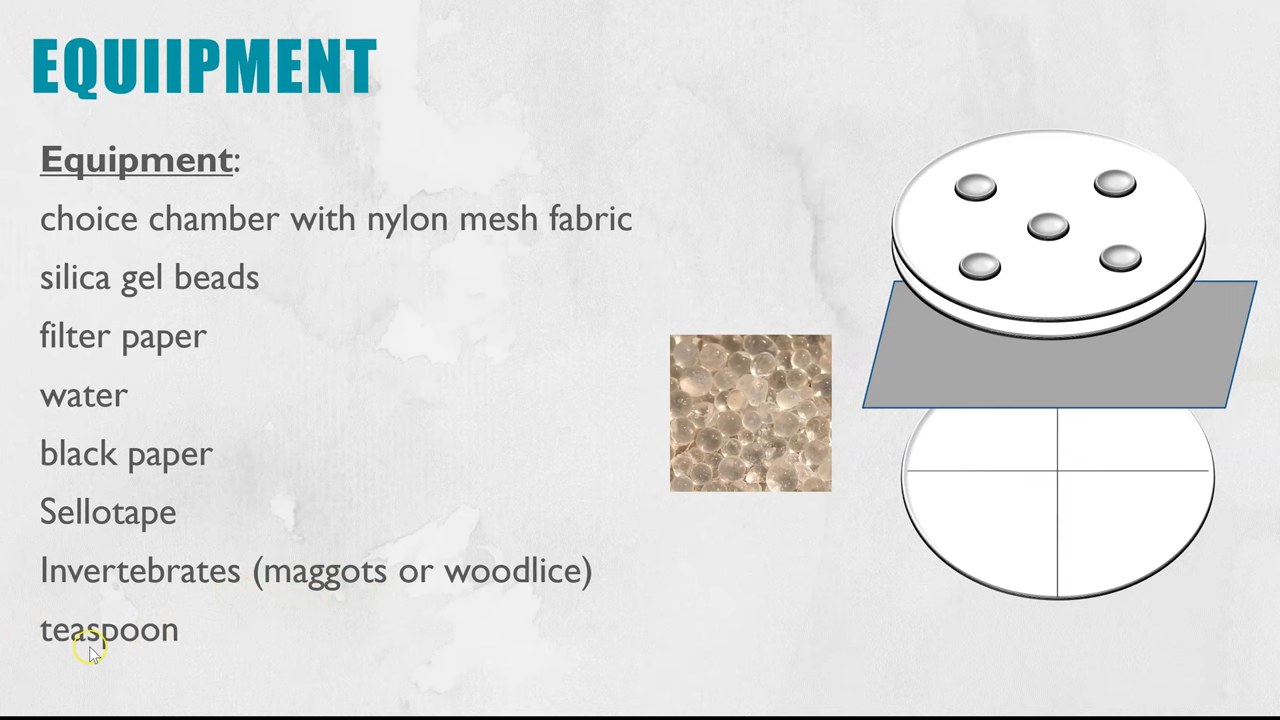 EQUIIPMENT
Equipment:
choice chamber with nylon mesh fabric
silica gel beads
filter paper
water
black paper
Sellotape
Invertebrates (maggots or woodlice)
teaspoon